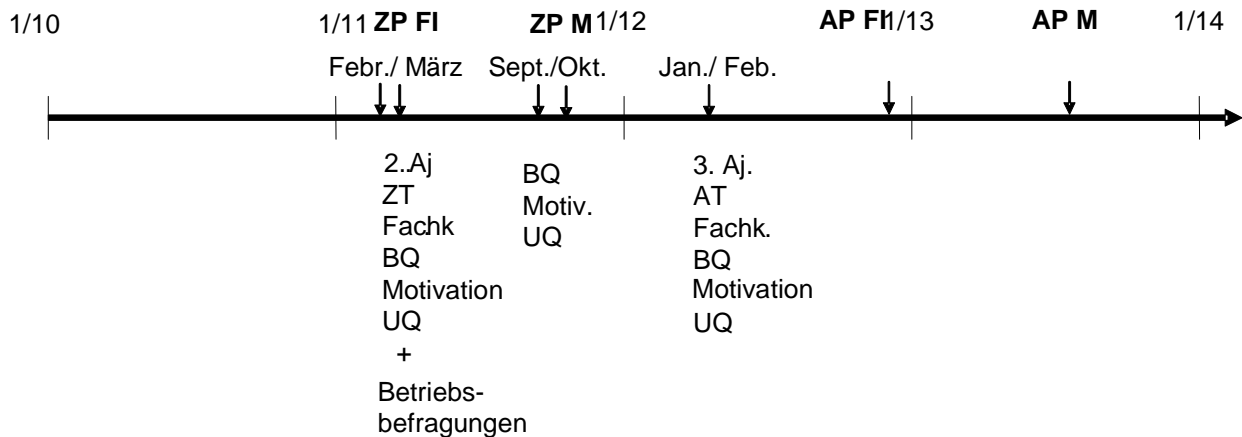 1/10 1/11 ZP FI ZP M 1/12 AP FI 1/13 AP M 1/14
Febr./ März Sept./Okt. Jan./ Feb.
2..Aj
ZT
Fachk
BQ
Motivation
UQ
+
Betriebs-
befragungen
BQ
Motiv.
UQ
3. Aj.
AT
Fachk.
BQ
Motivation
UQ